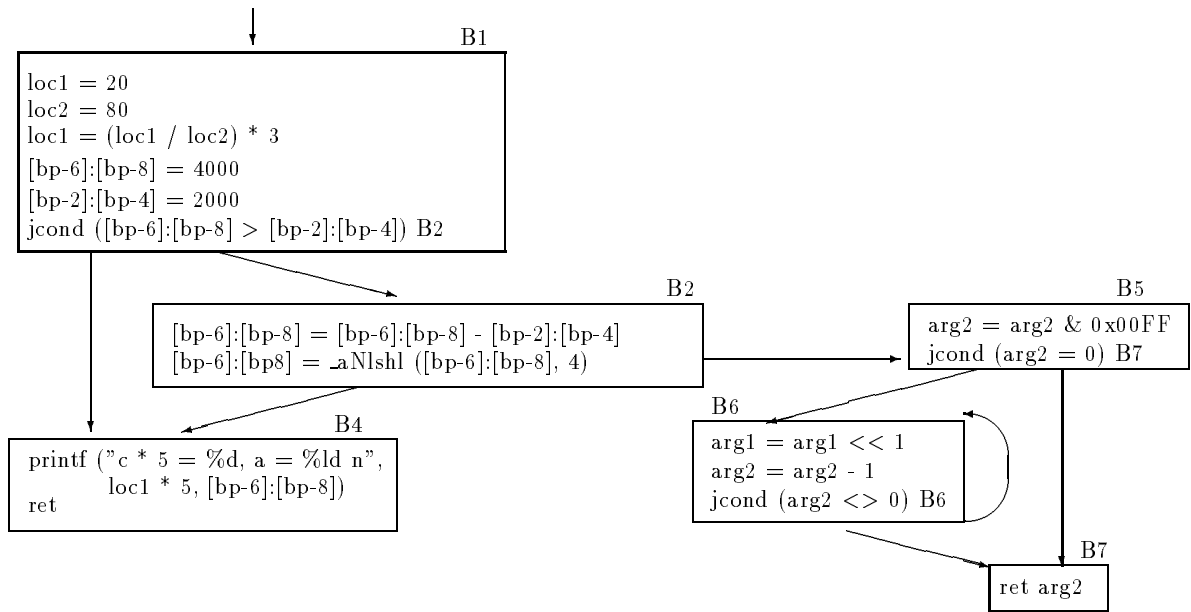 B1
loc1 = 20
loc2 = 80
loc1 = (loc1 / loc2) * 3
[bp-6]:[bp-8] = 4000
[bp-2]:[bp-4] = 2000
jcond ([bp-6]:[bp-8] > [bp-2]:[bp-4]) B2
B2
[bp-6]:[bp-8] = [bp-6]:[bp-8] - [bp-2]:[bp-4]
[bp-6]:[bp8] = _aNlshl ([bp-6]:[bp-8], 4)
B5
arg2 = arg2 & 0x00FF
jcond (arg2 = 0) B7
B4
printf ("c * 5 = %d, a = %ld n",
loc1 * 5, [bp-6]:[bp-8])
ret
B6
arg1 = arg1 << 1
arg2 = arg2 - 1
jcond (arg2 <> 0) B6
B7
ret arg2